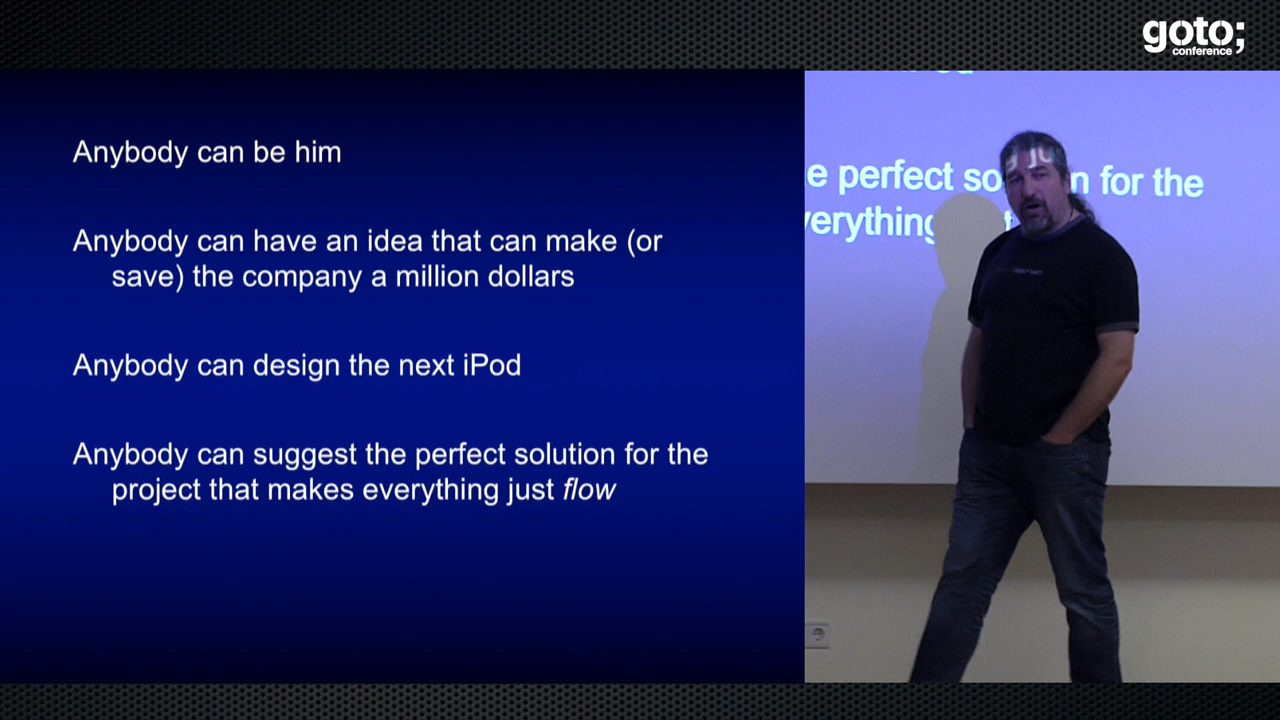 goto;
conference
Anybody can be him
Anybody can have an idea that can make (or
save) the company a million dollars
Anybody can design the next iPod
Anybody can suggest the perfect solution for the
project that makes everything just flow
e perfect so n for the
verything
ju